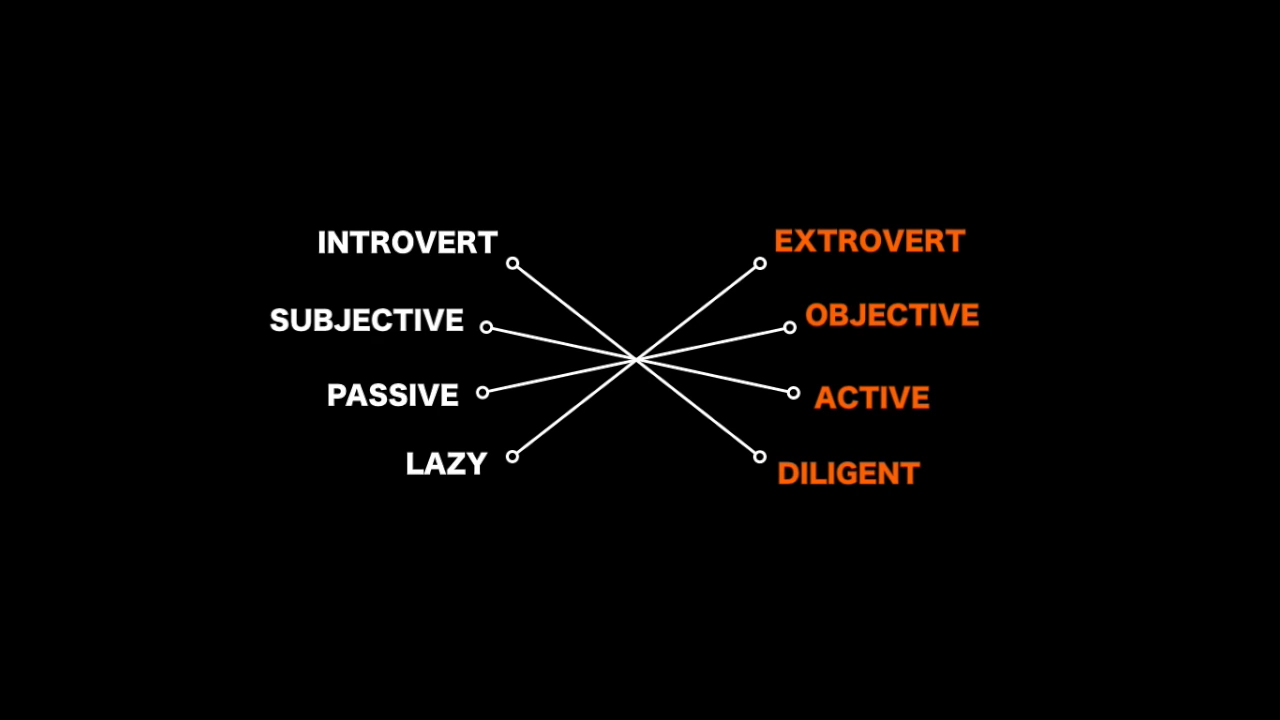 INTROVERT
EXTROVERT
SUBJECTIVE
OBJECTIVE
PASSIVE
ACTIVE
LAZY
DILIGENT